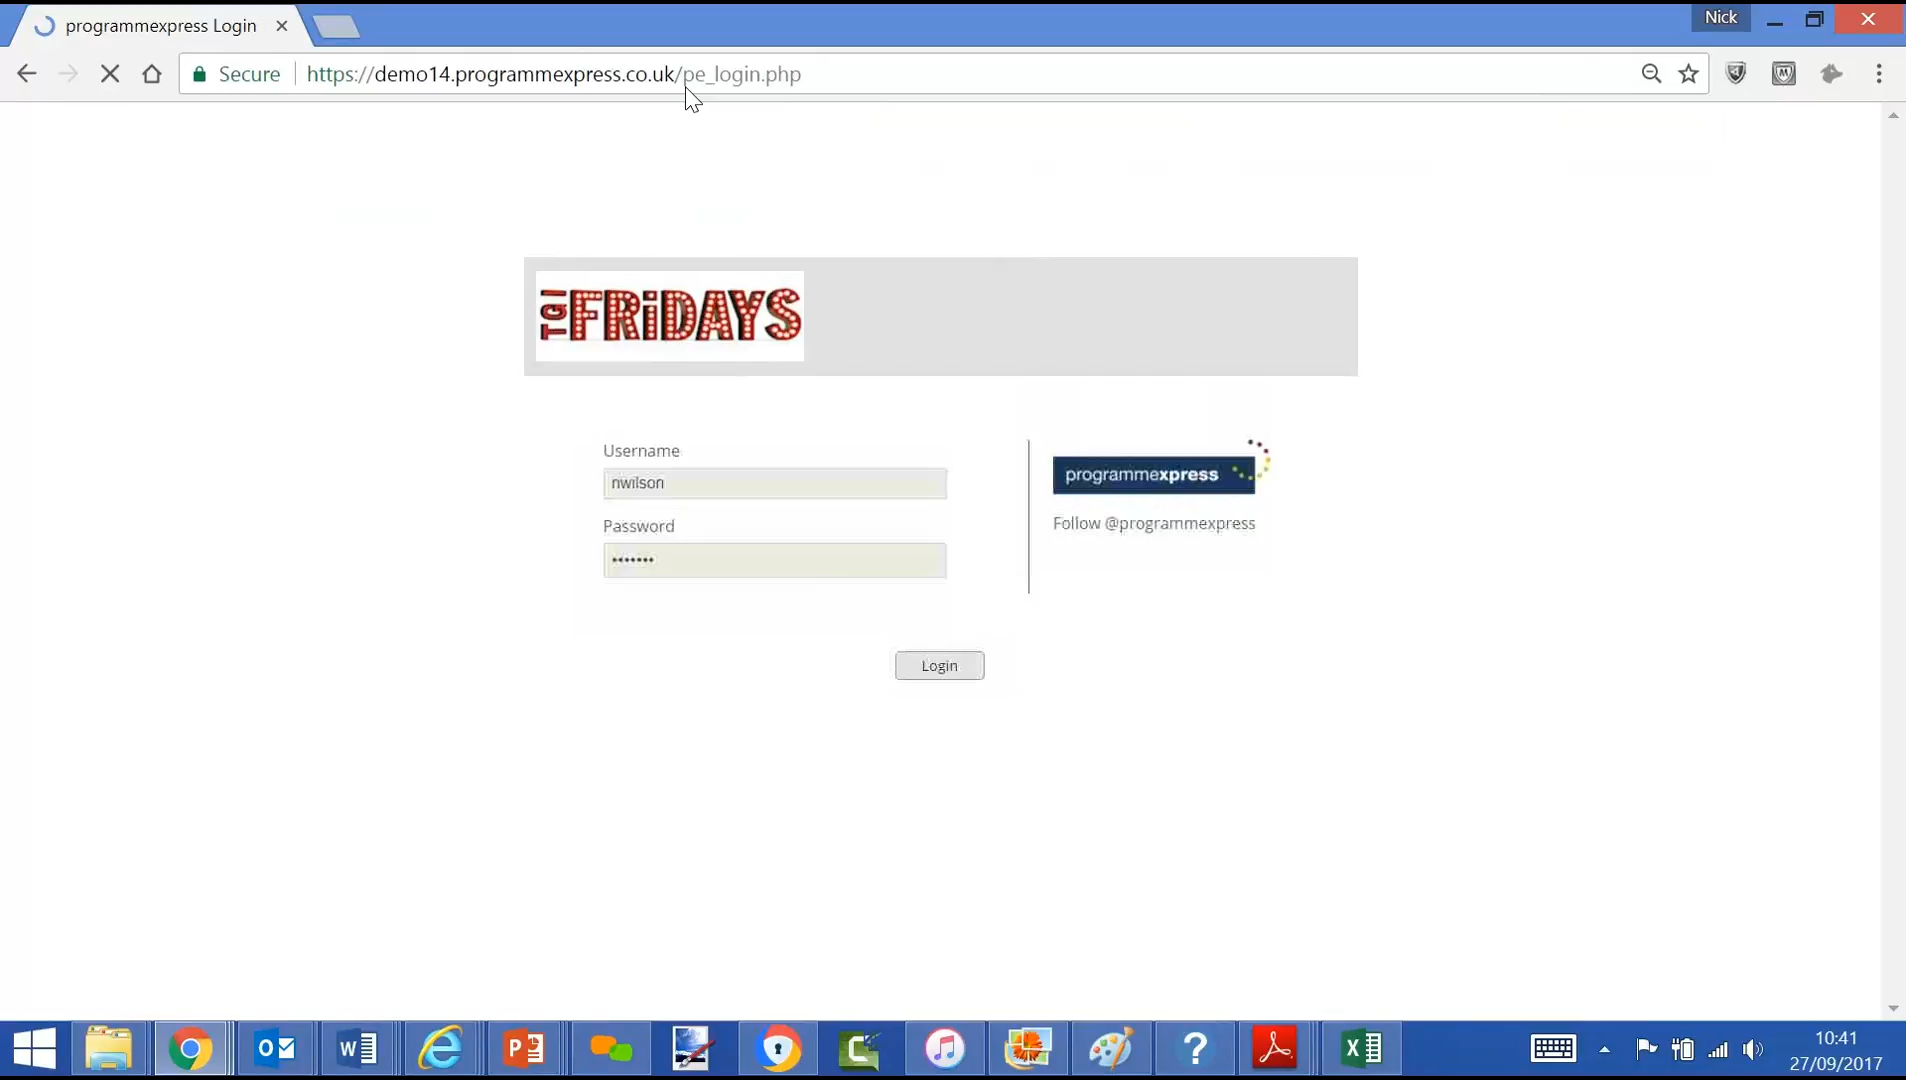 programmexpress Login
Nick
Secure
https://demo14.programmexpress.co.uk/pe_login.php
TGI FRiDAYS
Username
nwilson
programmexpress
Password
Follow @programmexpress
•••••••
Login
10:41
27/09/2017